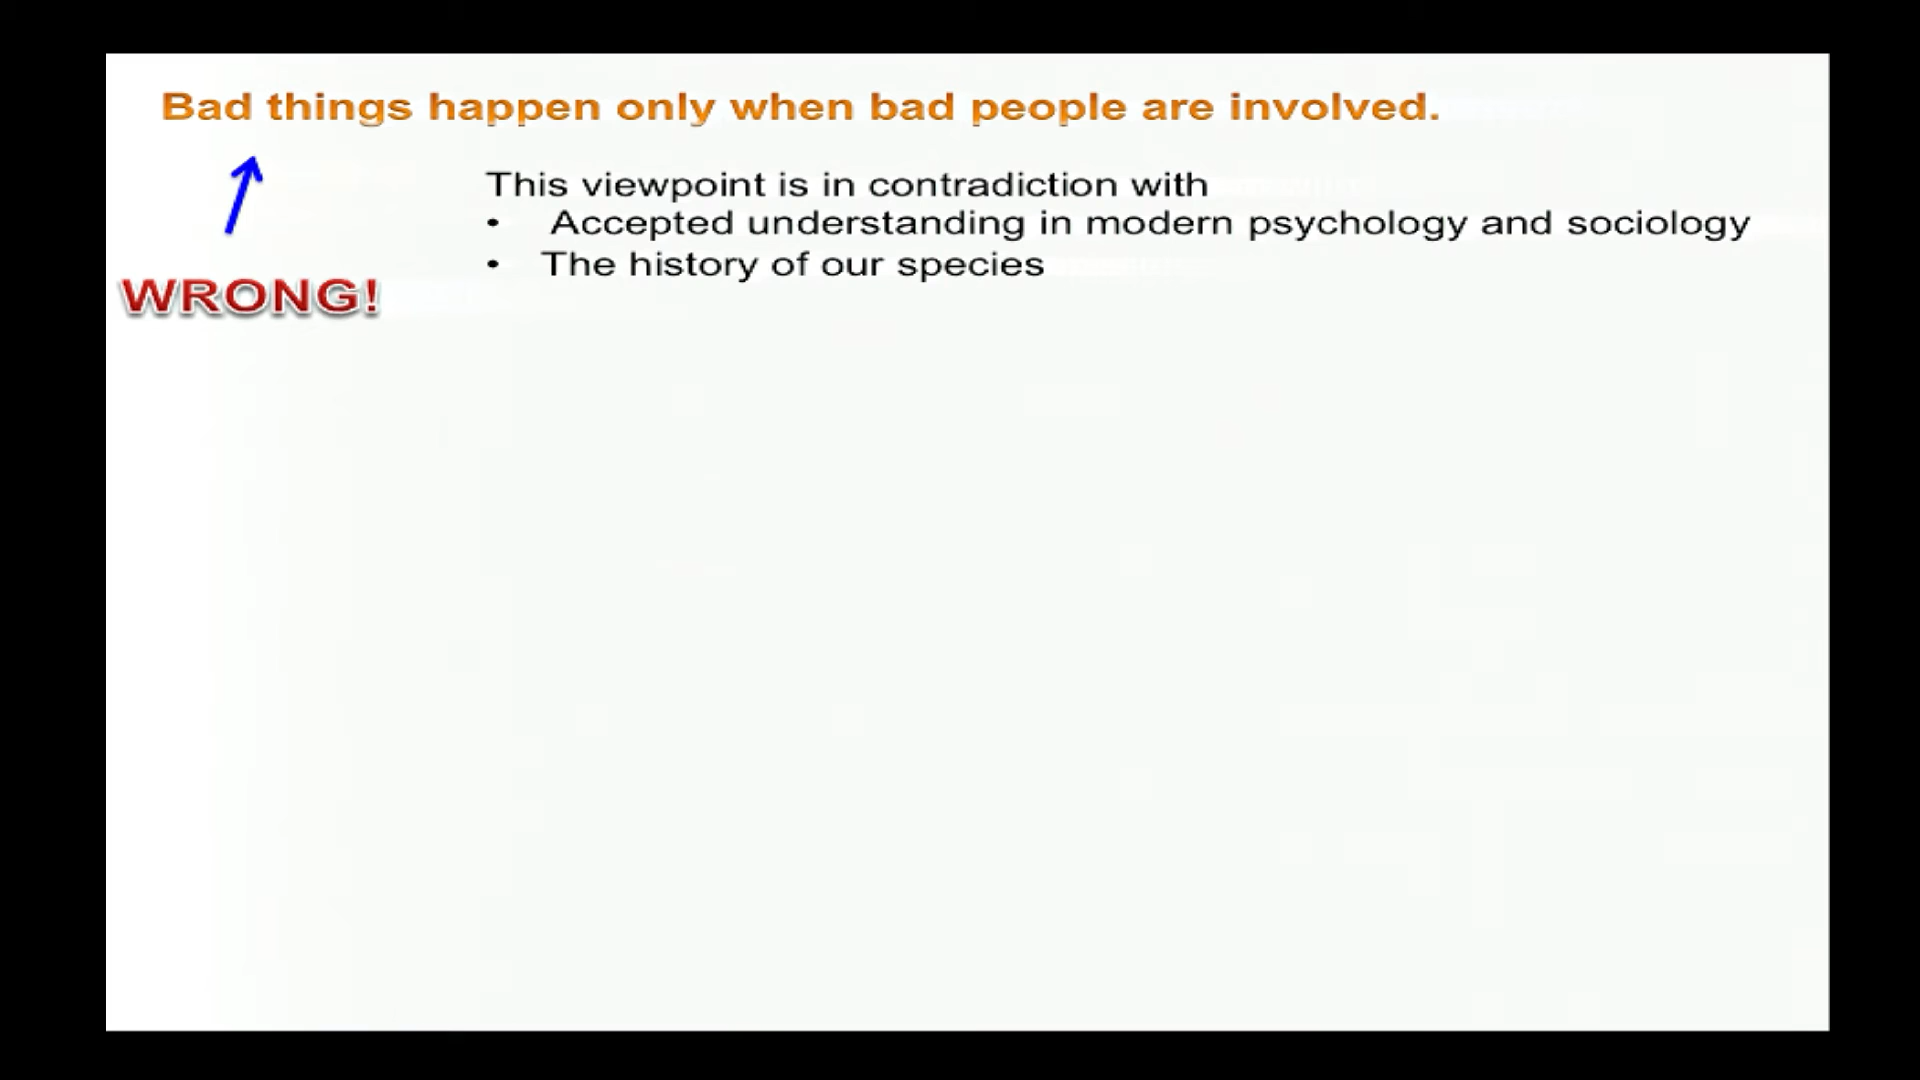 Bad things happen only when bad people are involved.
This viewpoint is in contradiction with
• Accepted understanding in modern psychology and sociology
• The history of our species
WRONG!